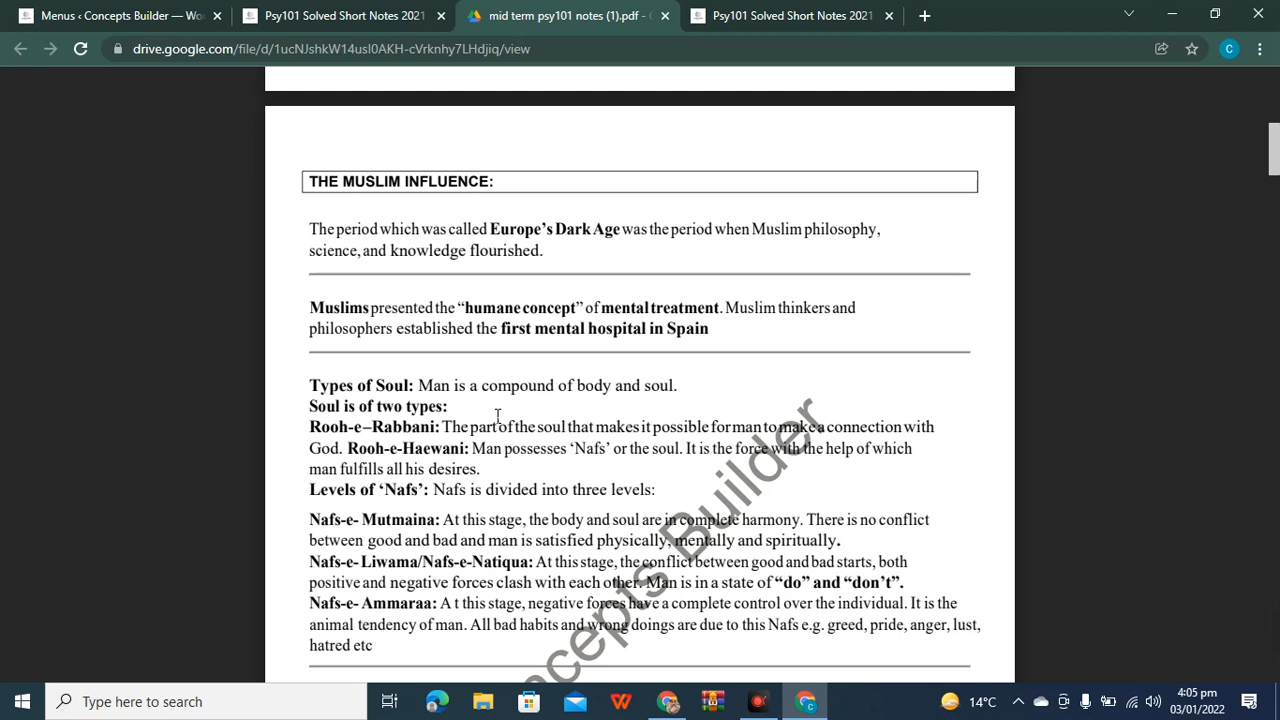 Menus ‹ Concepts Builder — Wo
Psy101 Solved Short Notes 2021
mid term psy101 notes (1).pdf - G
Psy101 Solved Short Notes 2021
drive.google.com/file/d/1ucNJshkW14usl0AKH-cVrknhy7LHdjiq/view
C
THE MUSLIM INFLUENCE:
The period which was called Europe’s Dark Age was the period when Muslim philosophy,
science, and knowledge flourished.
Muslims presented the “humane concept” of mental treatment. Muslim thinkers and
philosophers established the first mental hospital in Spain
Types of Soul: Man is a compound of body and soul.
Soul is of two types:
Rooh-e–Rabbani: The part of the soul that makes it possible for man to make a connection with
God. Rooh-e-Haewani: Man possesses ‘Nafs’ or the soul. It is the force with the help of which
man fulfills all his desires.
Levels of ‘Nafs’: Nafs is divided into three levels:
Nafs-e- Mutmaina: At this stage, the body and soul are in complete harmony. There is no conflict
between good and bad and man is satisfied physically, mentally and spiritually.
Nafs-e- Liwama/Nafs-e-Natiqua: At this stage, the conflict between good and bad starts, both
positive and negative forces clash with each other. Man is in a state of “do” and “don’t”.
Nafs-e- Ammaraa: A t this stage, negative forces have a complete control over the individual. It is the
animal tendency of man. All bad habits and wrong doings are due to this Nafs e.g. greed, pride, anger, lust,
hatred etc
ncepts Builder
Type here to search
14°C
4:05 pm
03/01/2022